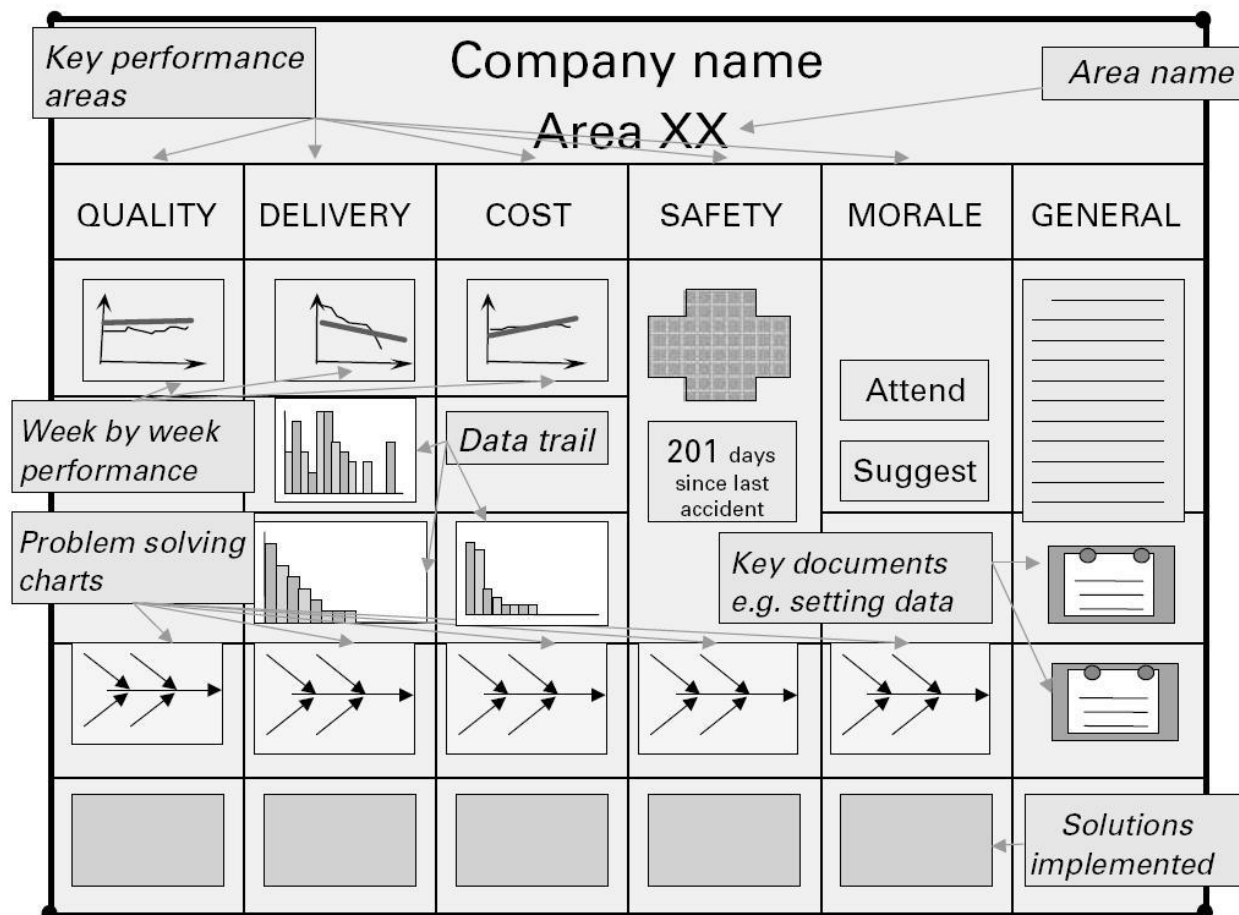 Key performance
areas
Company name
Area name
Area XX
QUALITY
DELIVERY
COST
SAFETY
MORALE
GENERAL
Week by week
performance
Data trail
201 days
since last
accident
Attend
Suggest
Problem solving
charts
Key documents
e.g. setting data
Solutions
implemented